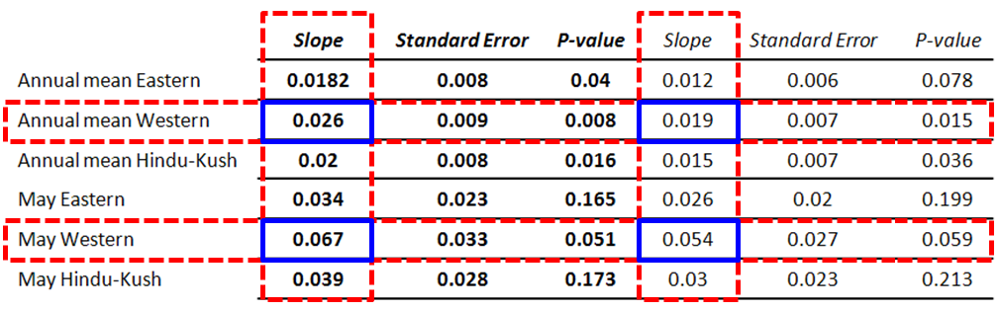 Slope Standard Error P-value Slope Standard Error P-value
Annual mean Eastern 0.0182 0.008 0.04 0.012 0.006 0.078
Annual mean Western 0.026 0.009 0.008 0.019 0.007 0.015
Annual mean Hindu-Kush 0.02 0.008 0.016 0.015 0.007 0.036
May Eastern 0.034 0.023 0.165 0.026 0.02 0.199
May Western 0.067 0.033 0.051 0.054 0.027 0.059
May Hindu-Kush 0.039 0.028 0.173 0.03 0.023 0.213